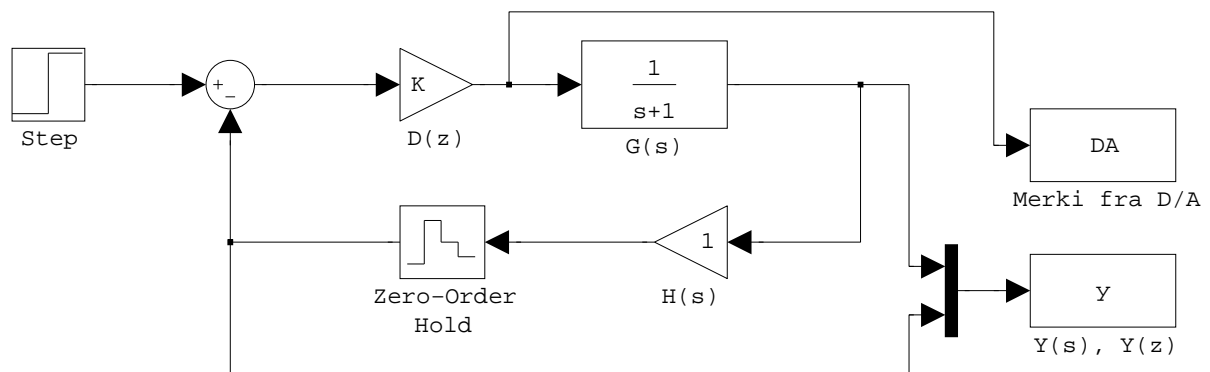 Step
+
−
K
D(z)
1
s+1
G(s)
DA
Merki fra D/A
Zero−Order
Hold
1
H(s)
y
Y(s), Y(z)